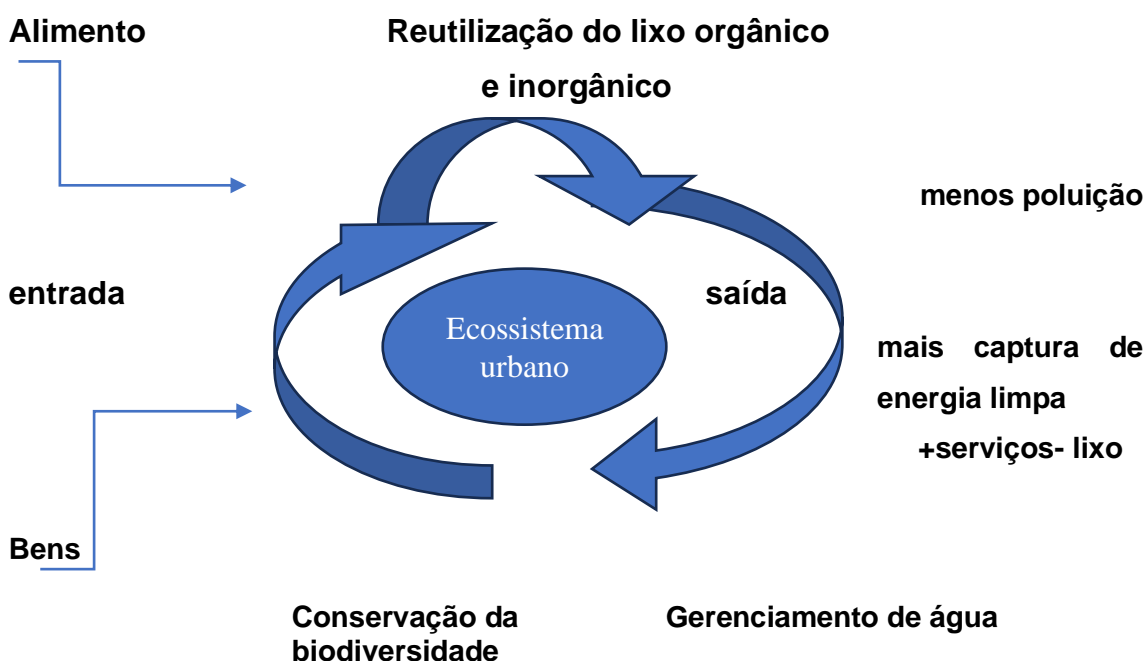 Alimento
Reutilização do lixo orgânico
e inorgânico
menos poluição
entrada
saída
Ecossistema
urbano
mais captura de
energia limpa
+serviços- lixo
Bens
Conservação da
biodiversidade
Gerenciamento de água